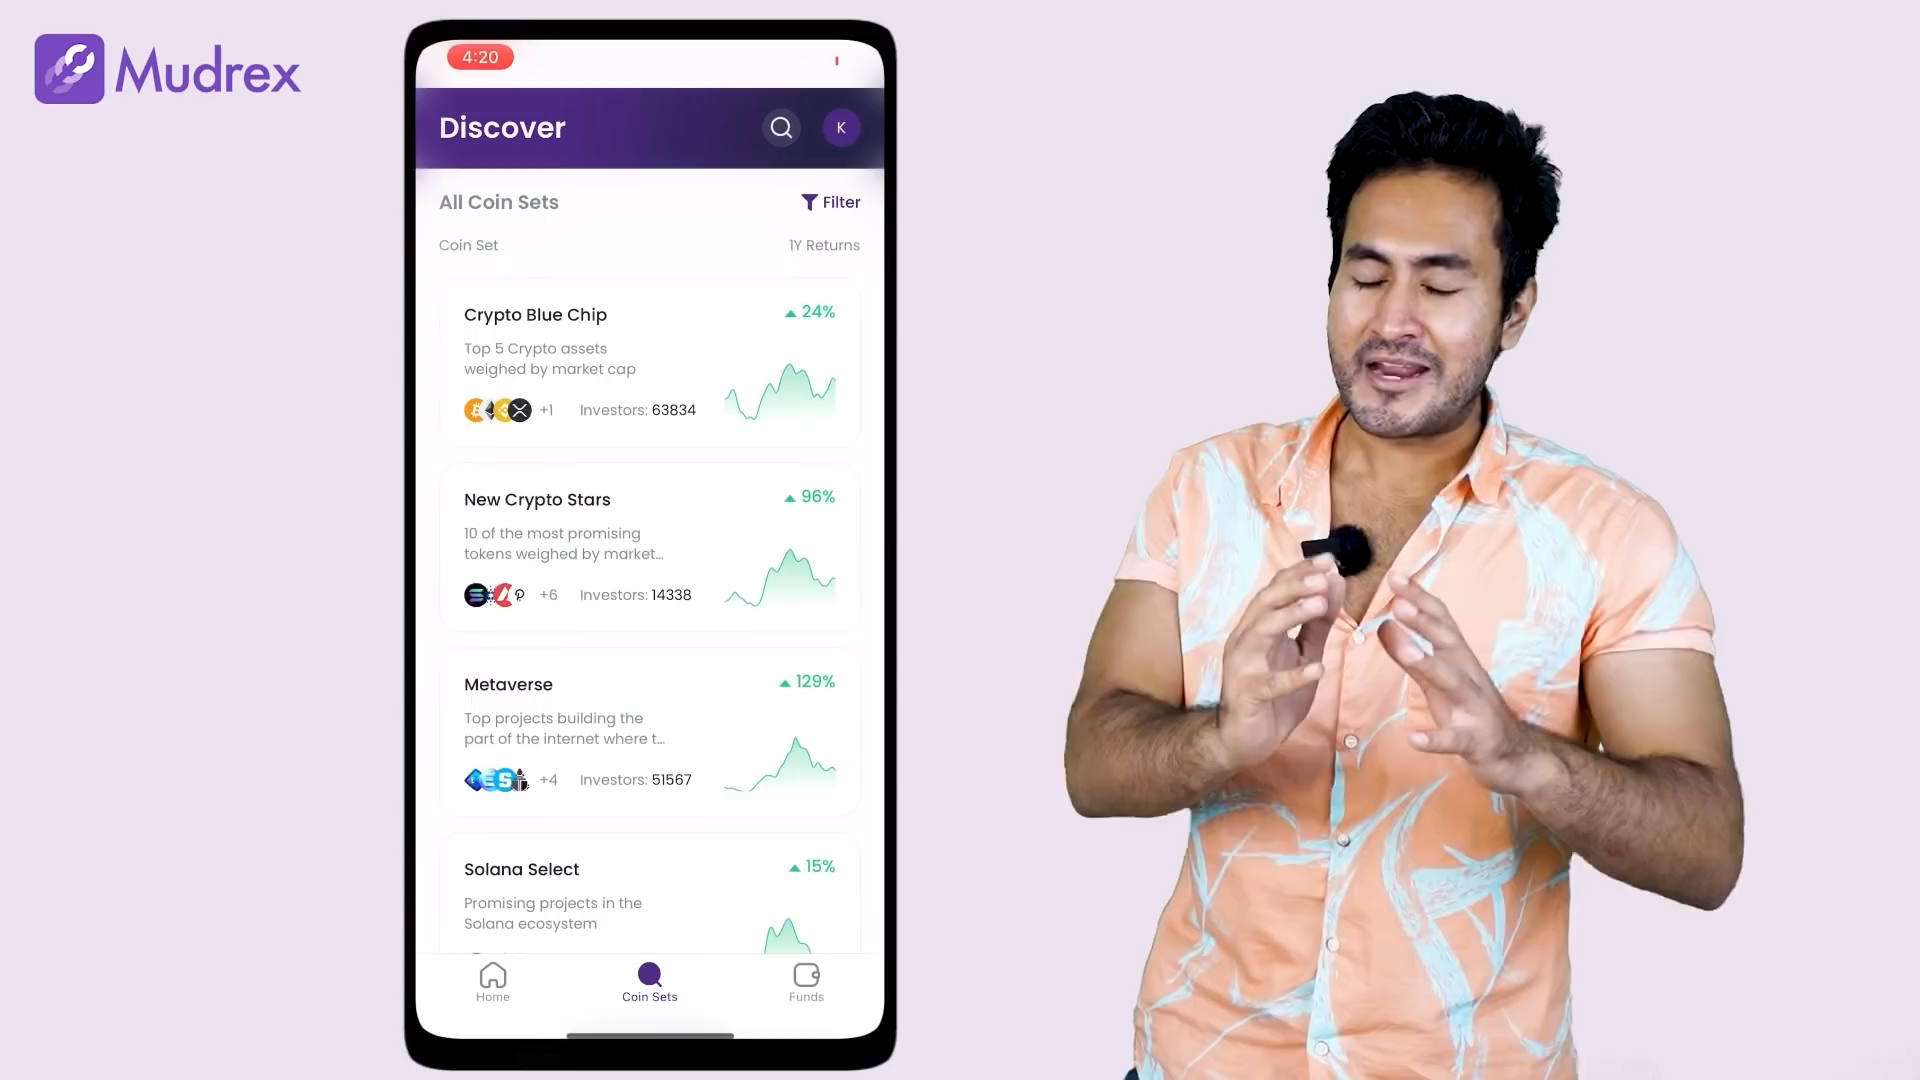 Mudrex
4:20
Discover
K
All Coin Sets
Filter
Coin Set
1Y Returns
Crypto Blue Chip
24%
Top 5 Crypto assets
weighed by market cap
+1
Investors: 63834
New Crypto Stars
96%
10 of the most promising
tokens weighed by market...
+6
Investors: 14338
Metaverse
129%
Top projects building the
part of the internet where t...
+4
Investors: 51567
Solana Select
15%
Promising projects in the
Solana ecosystem
Home
Coin Sets
Funds